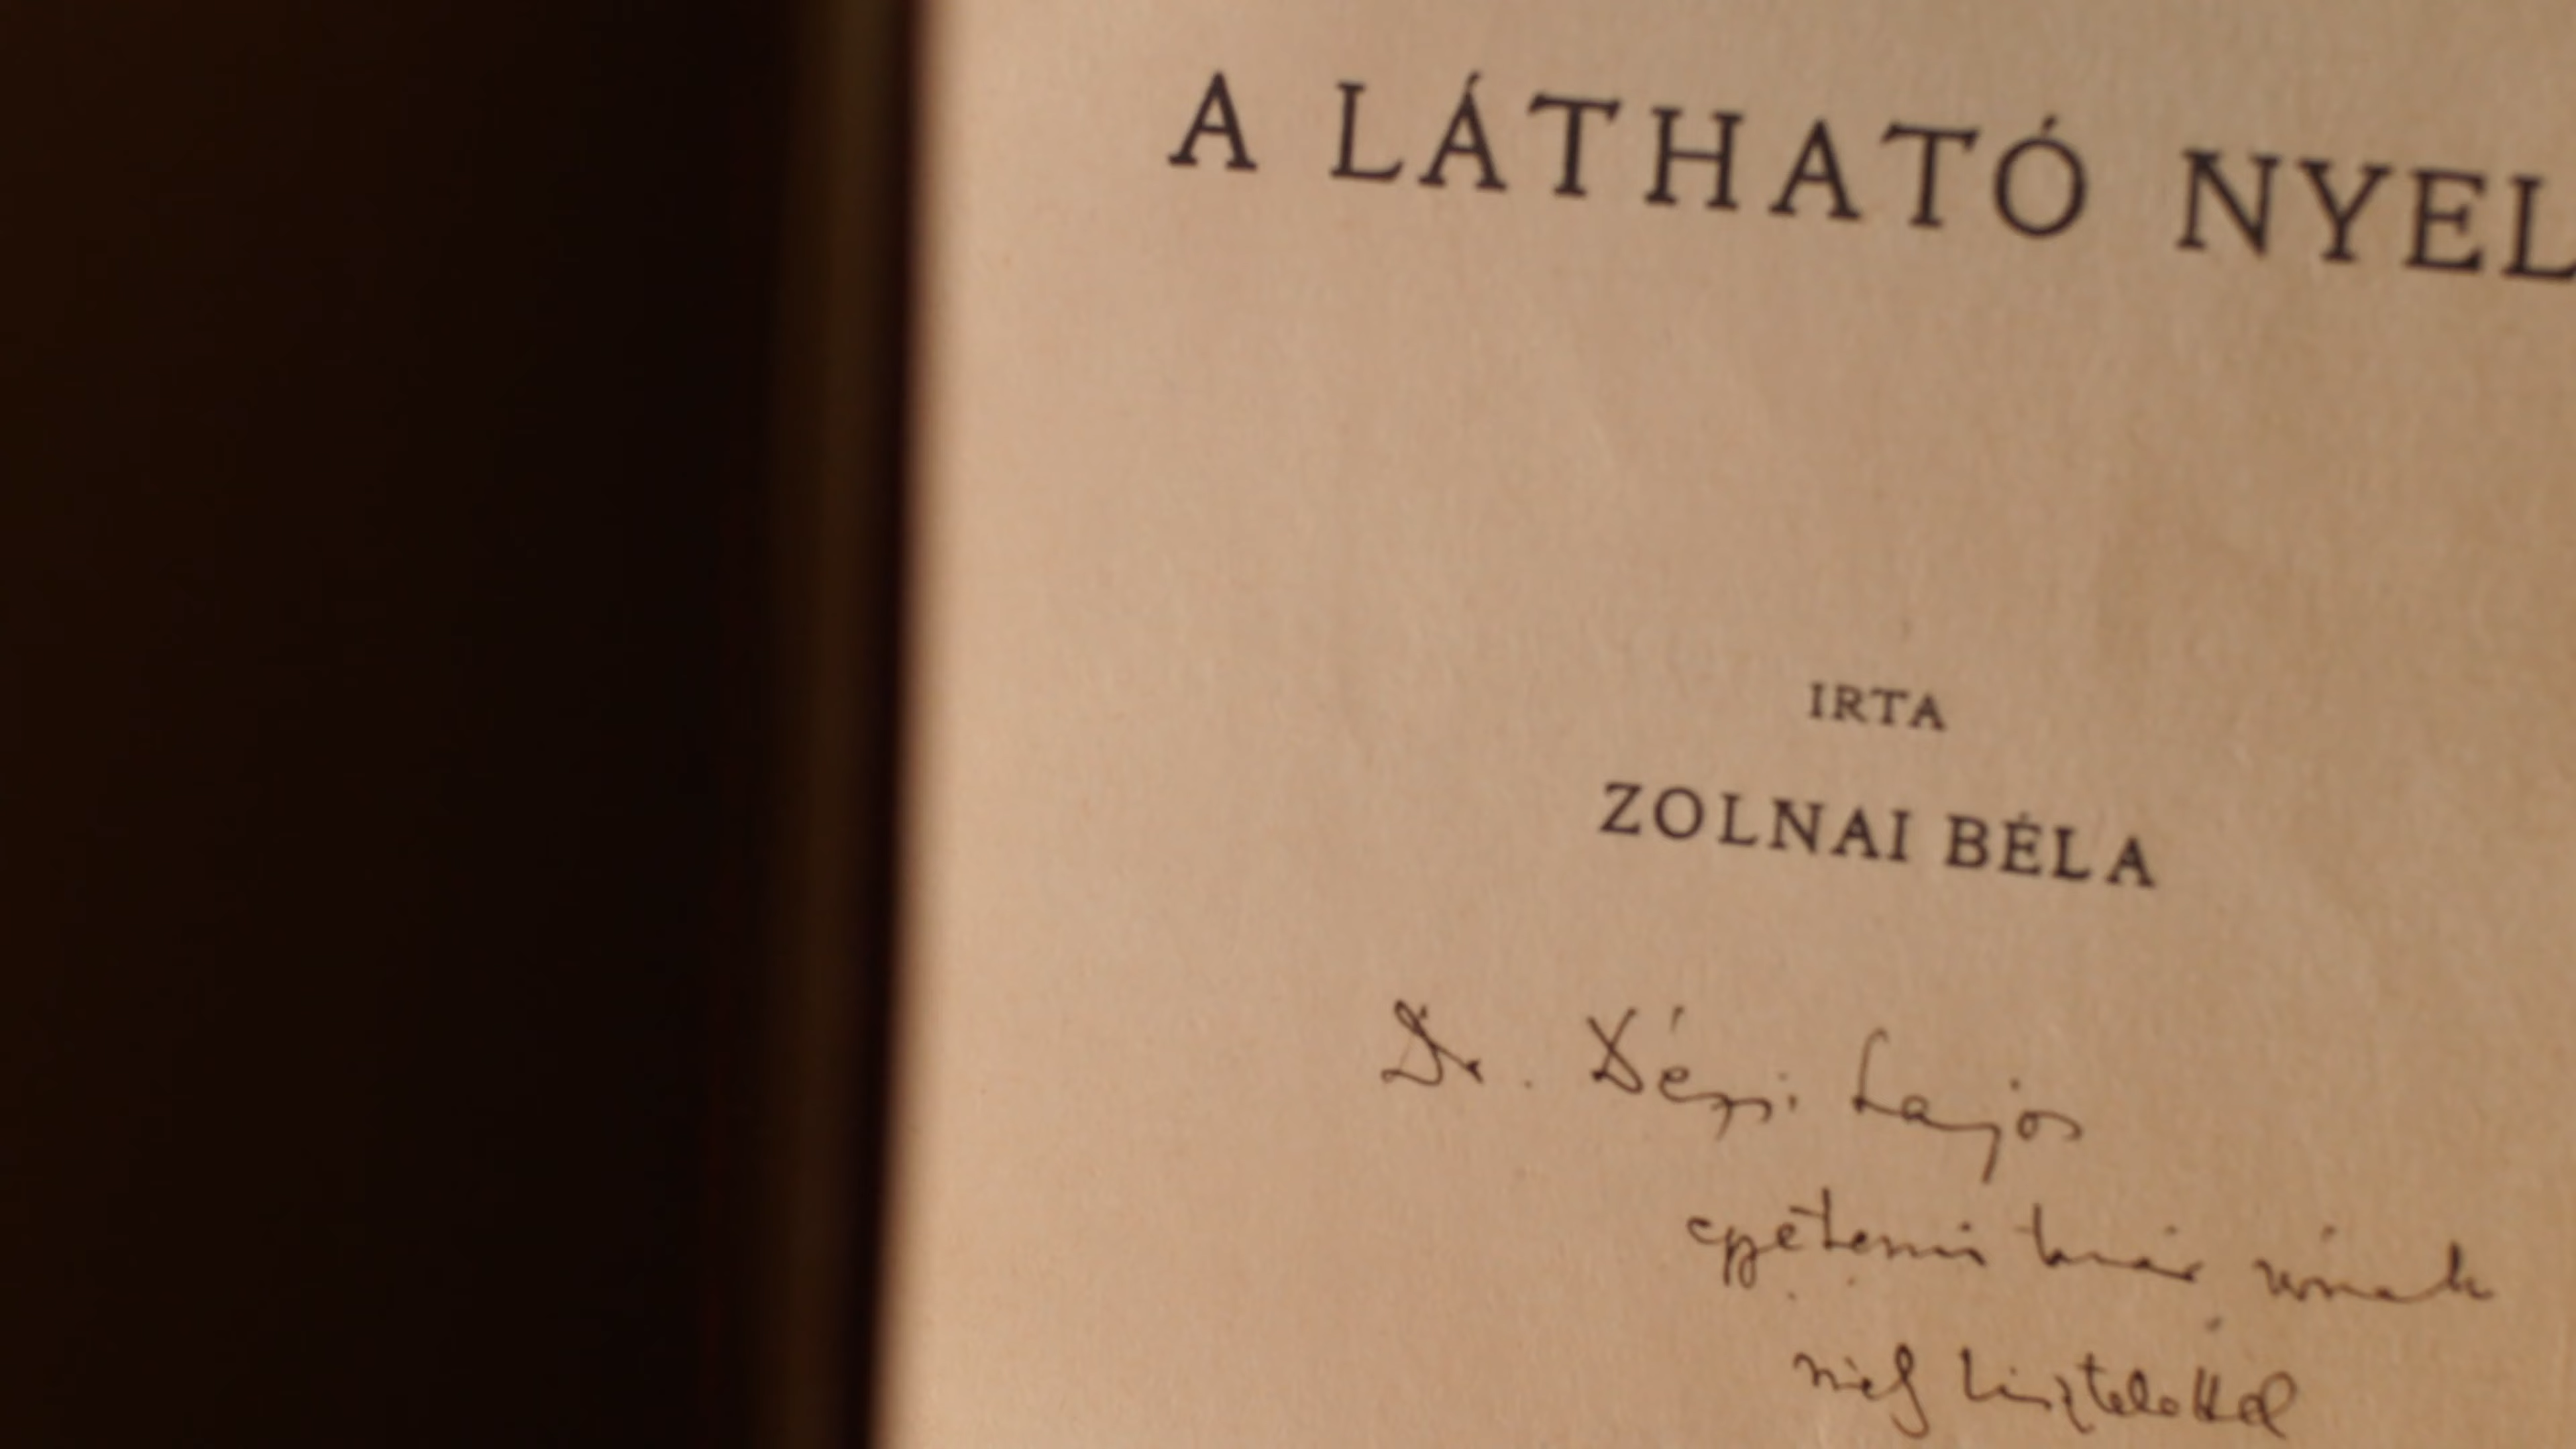 A LÁTHATÓ NYEL
IRTA
ZOLNAI BÉLA
Dr. Dézsi Lajos
egyetemi tanár úrnak
mély tisztelettel